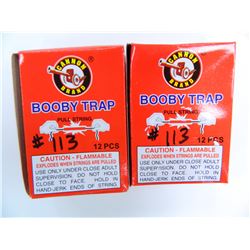 CANNON
BRAND
®
BOOBY TRAP
PULL STRING
# 113
12 PCS
CAUTION - FLAMMABLE
EXPLODES WHEN STRINGS ARE PULLED
USE ONLY UNDER CLOSE ADULT
SUPERVISION. DO NOT HOLD
CLOSE TO FACE. HOLD IN
HAND-JERK ENDS OF STRING.
CANNON
BRAND
BOOBY TRAP
PULL STRING
# 113
12 PCS
CAUTION - FLAMMABLE
EXPLODES WHEN STRINGS ARE PULLED
USE ONLY UNDER CLOSE ADULT
SUPERVISION. DO NOT HOLD
CLOSE TO FACE. HOLD IN
HAND-JERK ENDS OF STRING.